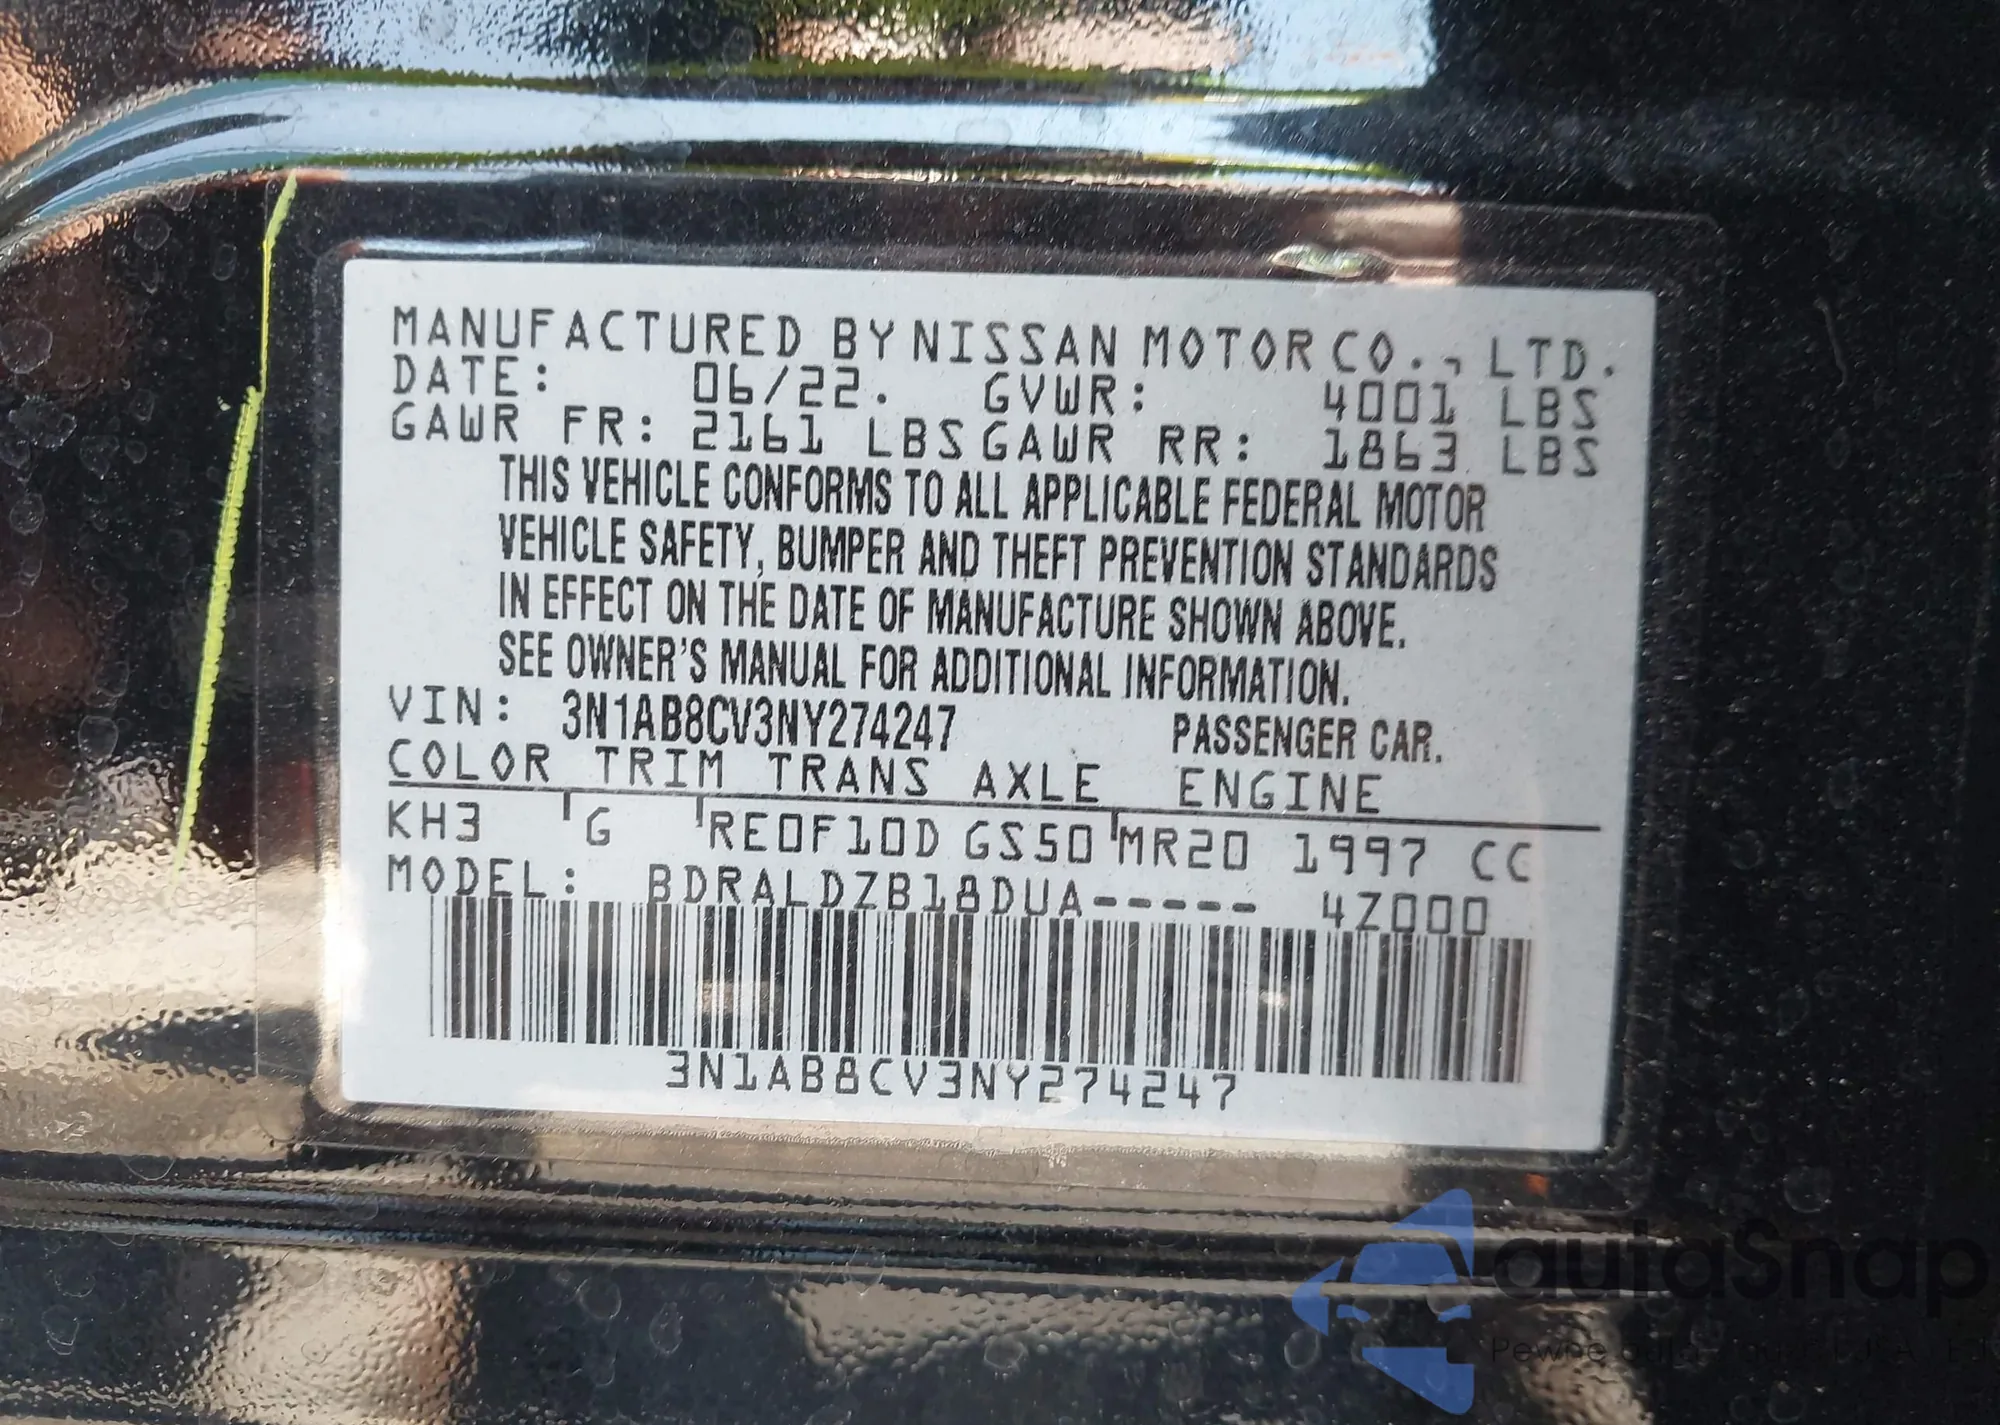 MANUFACTURED BY NISSAN MOTOR CO., LTD.
DATE: 06/22. GVWR: 4001 LBS
GAWR FR: 2161 LBS GAWR RR: 1863 LBS
THIS VEHICLE CONFORMS TO ALL APPLICABLE FEDERAL MOTOR
VEHICLE SAFETY, BUMPER AND THEFT PREVENTION STANDARDS
IN EFFECT ON THE DATE OF MANUFACTURE SHOWN ABOVE.
SEE OWNER'S MANUAL FOR ADDITIONAL INFORMATION.
VIN: 3N1AB8CV3NY274247 PASSENGER CAR.
COLOR TRIM TRANS AXLE ENGINE
KH3 G RE0F10D GS50 MR20 1997 CC
MODEL: BDRALDZB18DUA----- 4Z000
3N1AB8CV3NY274247
autaSnap
Pewne auta